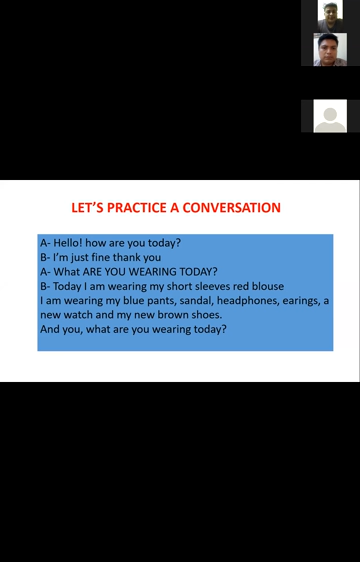 LET'S PRACTICE A CONVERSATION
A- Hello! how are you today?
B- I'm just fine thank you
A- What ARE YOU WEARING TODAY?
B- Today I am wearing my short sleeves red blouse
I am wearing my blue pants, sandal, headphones, earings, a
new watch and my new brown shoes.
And you, what are you wearing today?